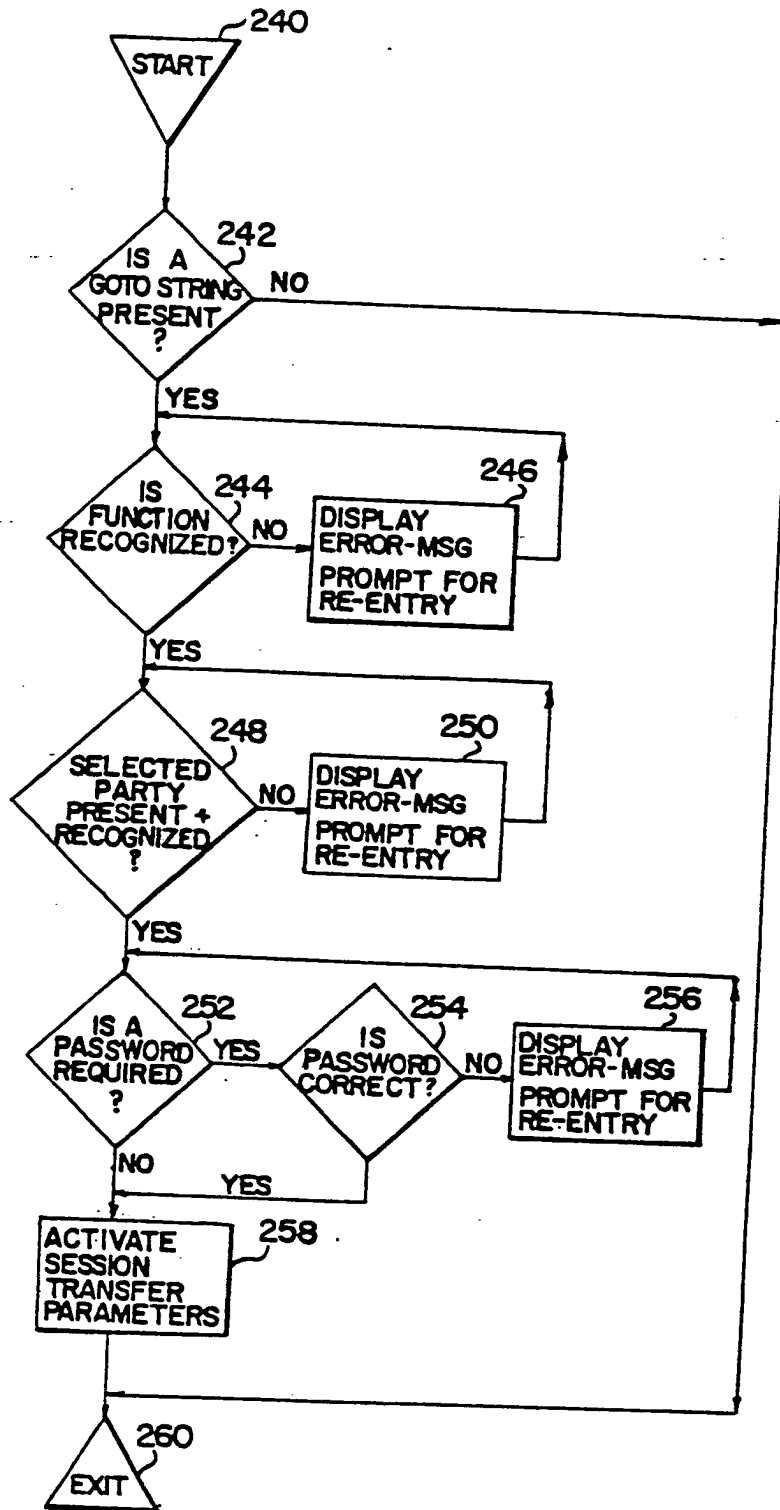 240
START
242
IS A
GOTO STRING
PRESENT
?
NO
YES
IS
FUNCTION
RECOGNIZED?
244
NO
246
DISPLAY
ERROR-MSG
PROMPT FOR
RE-ENTRY
YES
248
SELECTED
PARTY
PRESENT +
RECOGNIZED
?
NO
250
DISPLAY
ERROR-MSG
PROMPT FOR
RE-ENTRY
YES
252
IS A
PASSWORD
REQUIRED
?
YES
254
IS
PASSWORD
CORRECT?
NO
256
DISPLAY
ERROR-MSG
PROMPT FOR
RE-ENTRY
NO
YES
258
ACTIVATE
SESSION
TRANSFER
PARAMETERS
260
EXIT